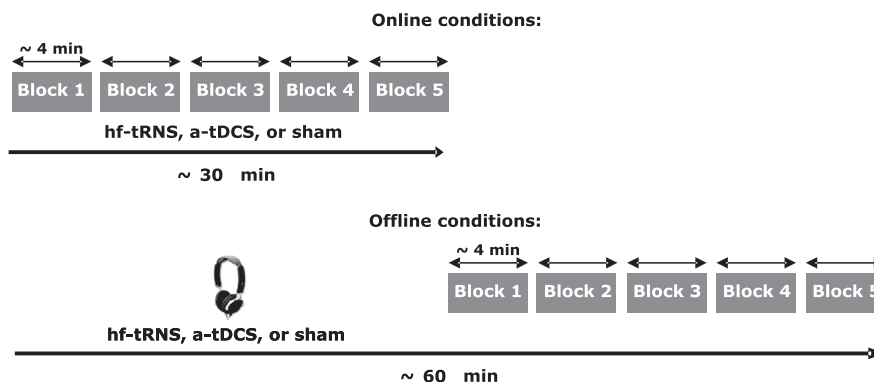 Online conditions:
~ 4 min
Block 1 Block 2 Block 3 Block 4 Block 5
hf-tRNS, a-tDCS, or sham
~ 30 min
Offline conditions:
~ 4 min
Block 1 Block 2 Block 3 Block 4 Block 5
hf-tRNS, a-tDCS, or sham
~ 60 min